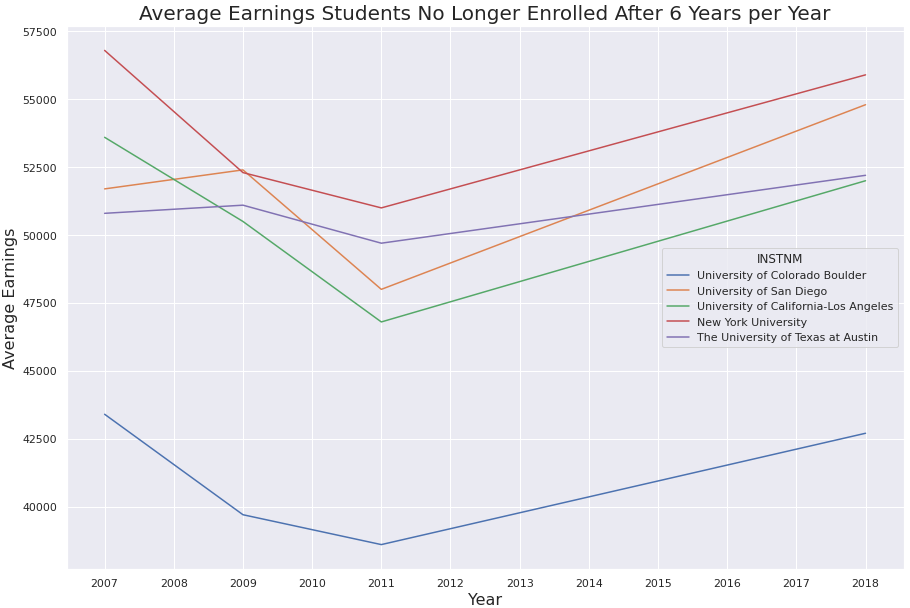 Average Earnings Students No Longer Enrolled After 6 Years per Year
57500
55000
52500
50000
47500
45000
42500
40000
Average Earnings
INSTNM
University of Colorado Boulder
University of San Diego
University of California-Los Angeles
New York University
The University of Texas at Austin
2007 2008 2009 2010 2011 2012 2013 2014 2015 2016 2017 2018
Year